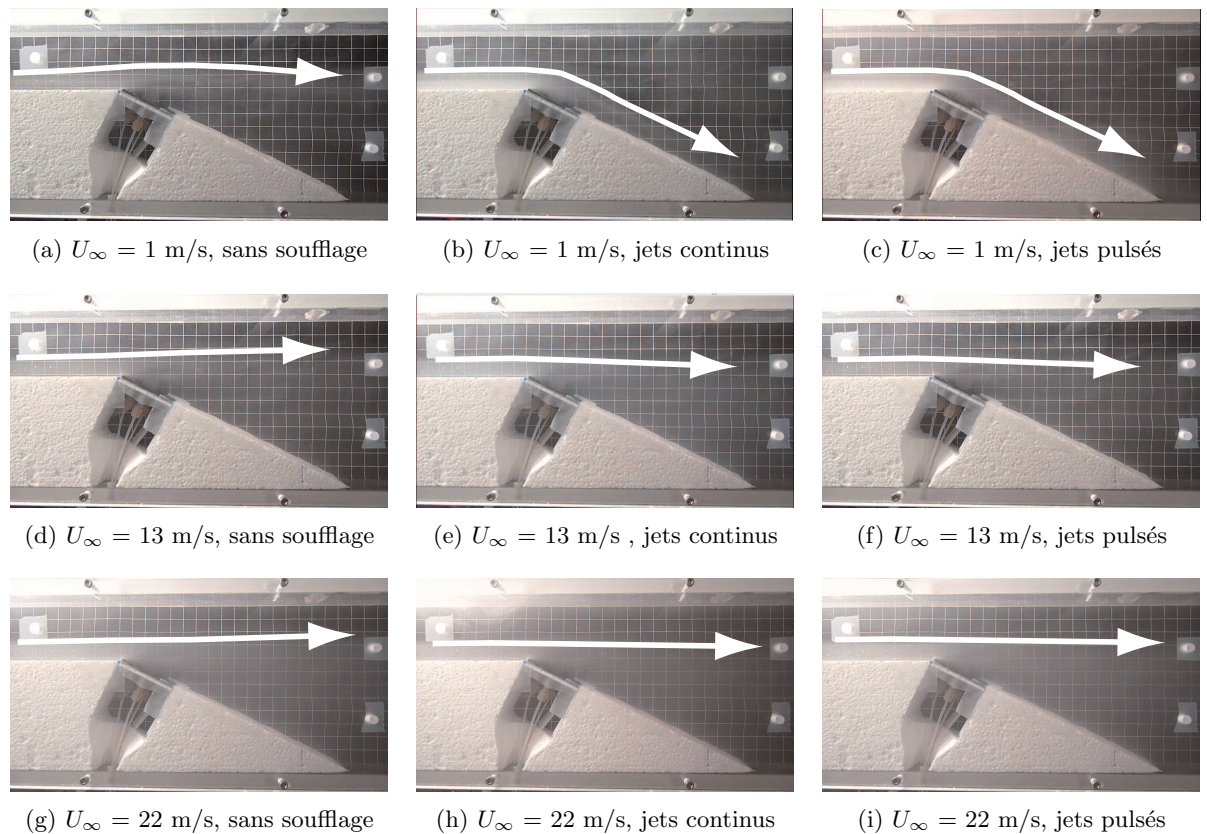 (a) U∞ = 1 m/s, sans soufflage
(b) U∞ = 1 m/s, jets continus
(c) U∞ = 1 m/s, jets pulsés
(d) U∞ = 13 m/s, sans soufflage
(e) U∞ = 13 m/s , jets continus
(f) U∞ = 13 m/s, jets pulsés
(g) U∞ = 22 m/s, sans soufflage
(h) U∞ = 22 m/s, jets continus
(i) U∞ = 22 m/s, jets pulsés